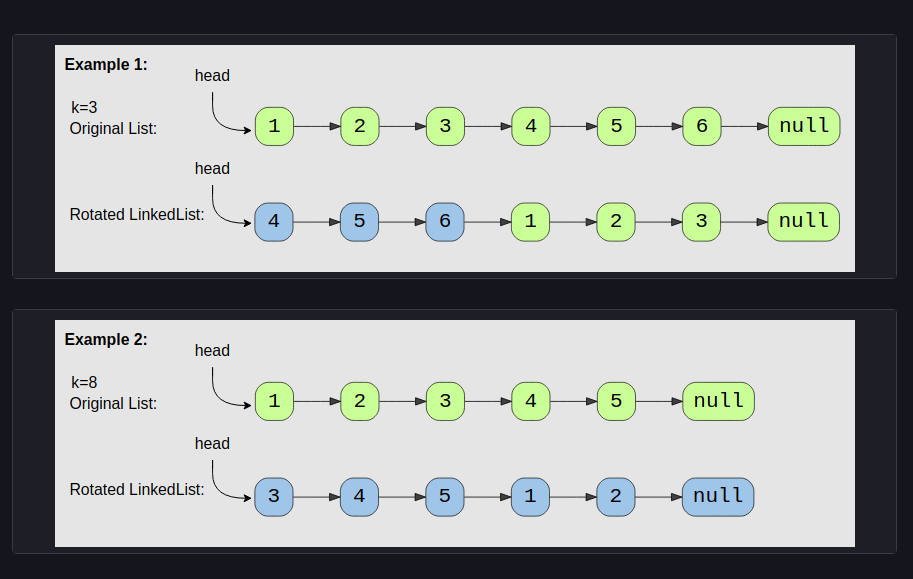 Example 1:
head
k=3
Original List:
1 2 3 4 5 6 null
head
Rotated LinkedList:
4 5 6 1 2 3 null
Example 2:
head
k=8
Original List:
1 2 3 4 5 null
head
Rotated LinkedList:
3 4 5 1 2 null